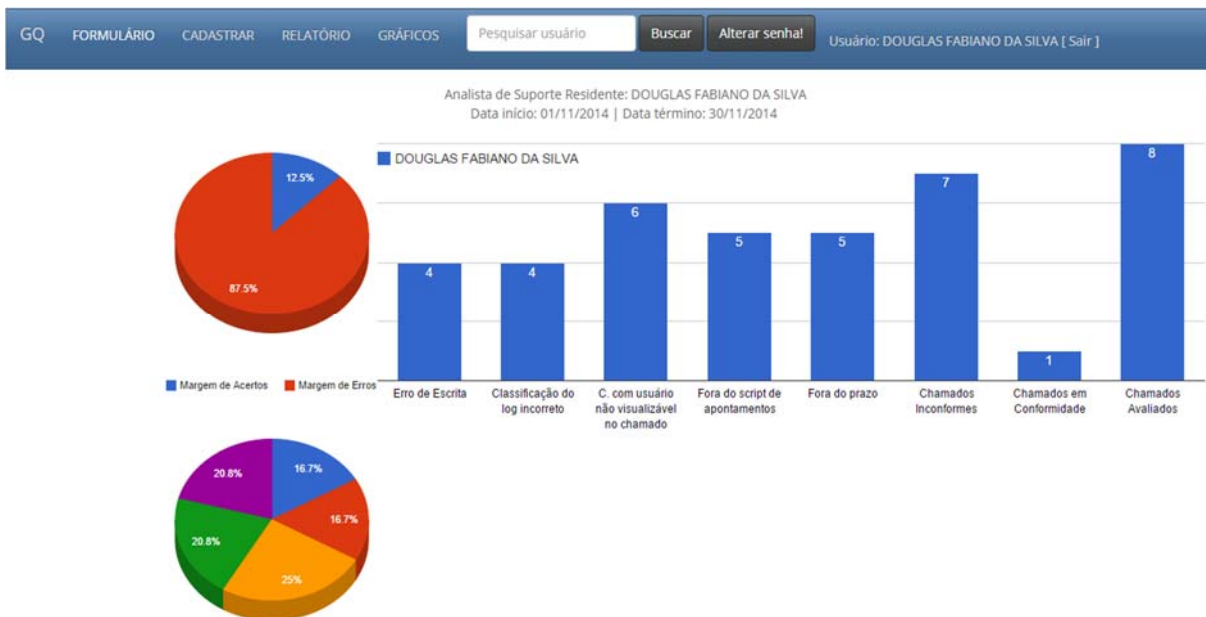 GQ FORMULÁRIO CADASTRAR RELATÓRIO GRÁFICOS Pesquisar usuário Buscar Alterar senha! Usuário: DOUGLAS FABIANO DA SILVA [ Sair ]
Analista de Suporte Residente: DOUGLAS FABIANO DA SILVA
Data início: 01/11/2014 | Data término: 30/11/2014
12.5%
87.5%
Margem de Acertos Margem de Erros
DOUGLAS FABIANO DA SILVA
4 4 6 5 5 7 1 8
Erro de Escrita
Classificação do
log incorreto
C. com usuário
não visualizável
no chamado
Fora do script de
apontamentos
Fora do prazo
Chamados
Inconformes
Chamados em
Conformidade
Chamados
Avaliados
20.8% 16.7%
16.7%
20.8%
25%